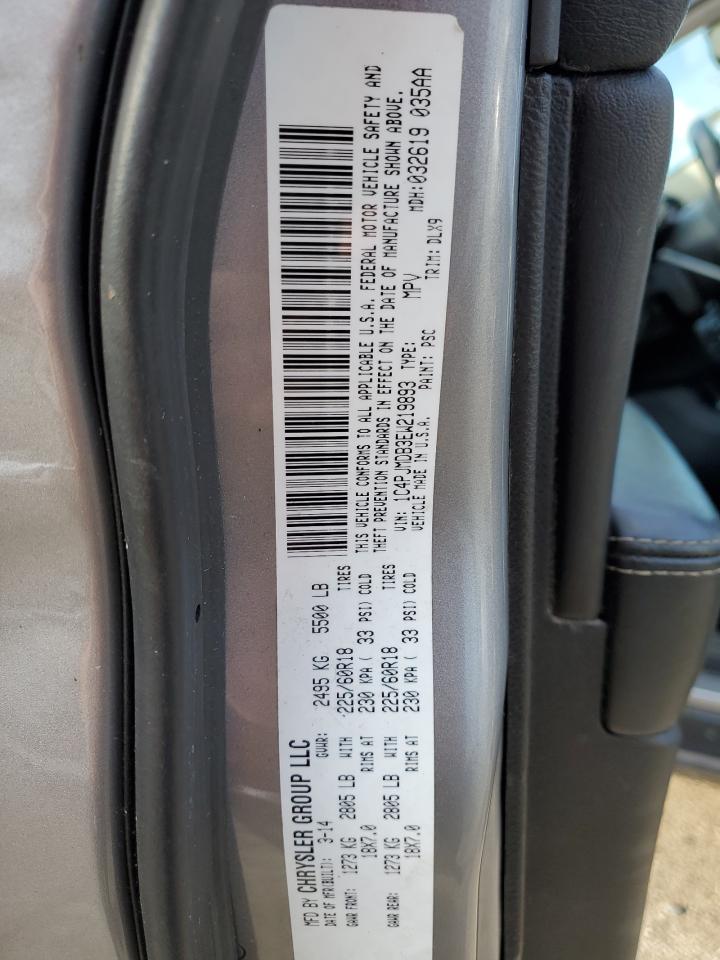 MFD BY CHRYSLER GROUP LLC
DATE OF MFR(BUILT): 3-14 GVWR: 2495 KG 5500 LB
GAWR FRONT: 1273 KG 2805 LB WITH 225/60R18 TIRES
18X7.0 RIMS AT 230 KPA ( 33 PSI) COLD
GAWR REAR: 1273 KG 2805 LB WITH 225/60R18 TIRES
18X7.0 RIMS AT 230 KPA ( 33 PSI) COLD
THIS VEHICLE CONFORMS TO ALL APPLICABLE U.S.A. FEDERAL MOTOR VEHICLE SAFETY AND
THEFT PREVENTION STANDARDS IN EFFECT ON THE DATE OF MANUFACTURE SHOWN ABOVE.
VIN: 1C4PJMDB3EW219893 TYPE: MPV MDH:032619 035AA
VEHICLE MADE IN U.S.A. PAINT: PSC TRIM: DLX9